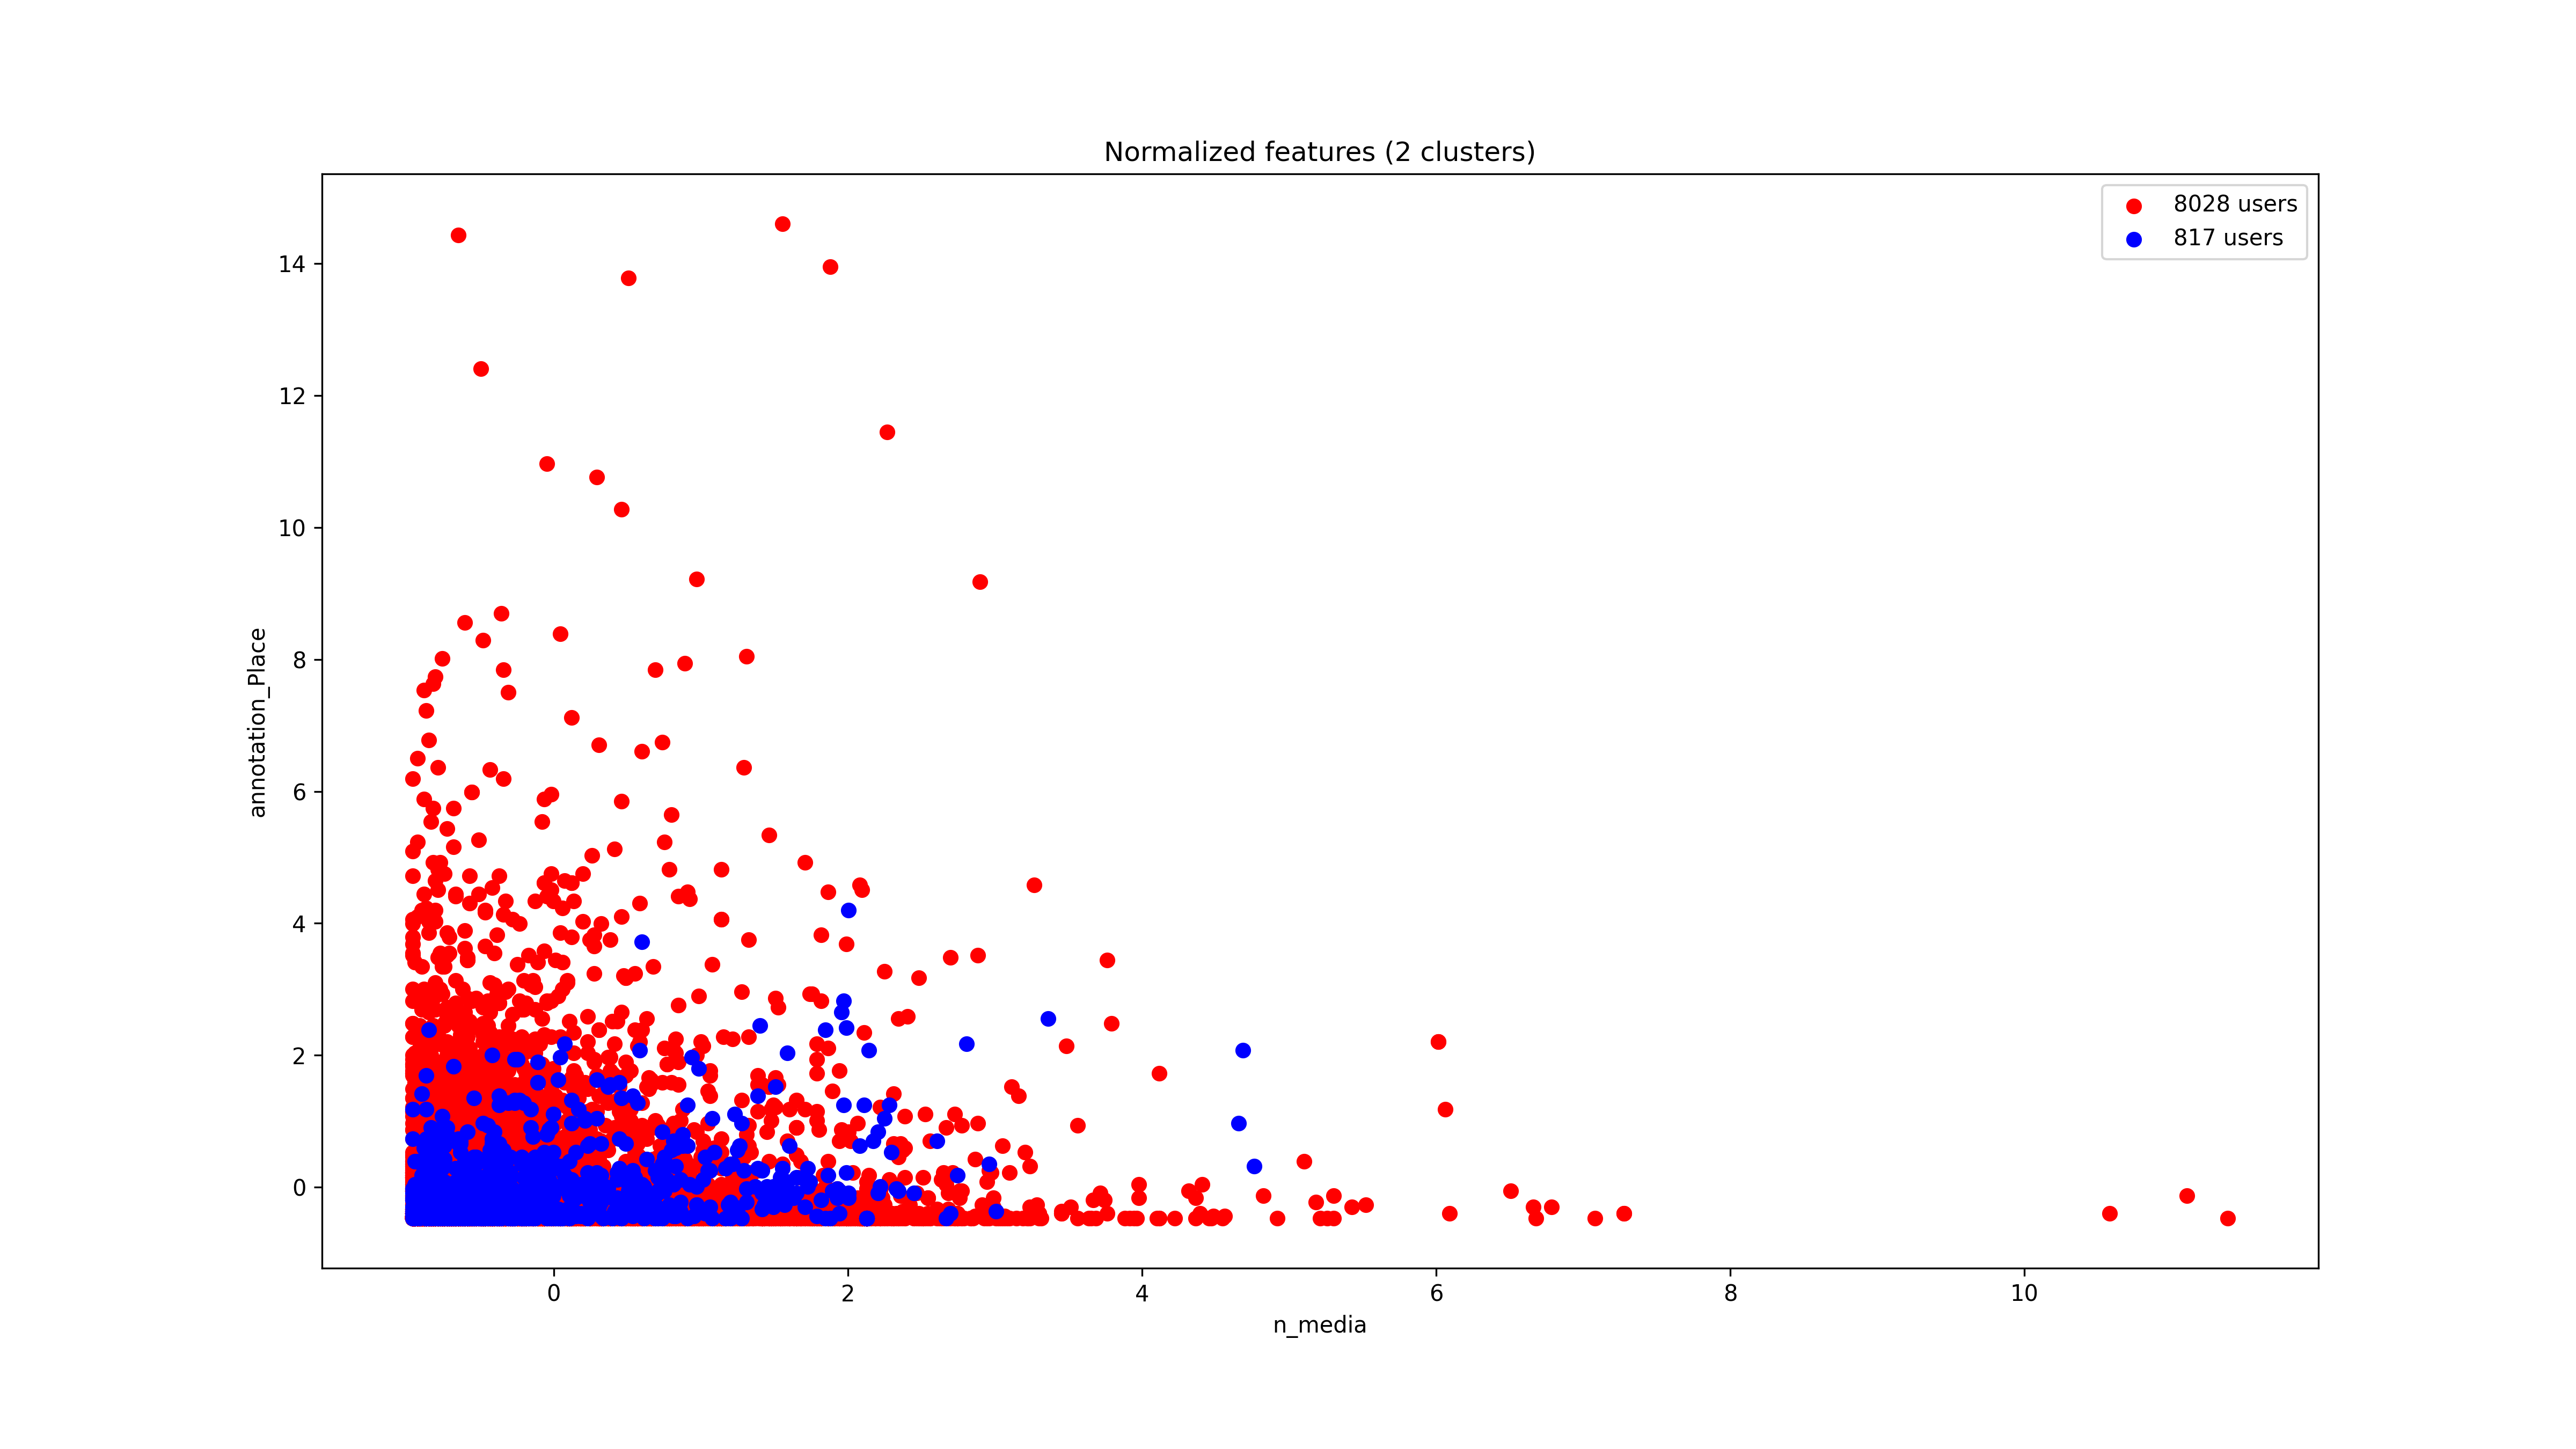 Normalized features (2 clusters)
8028 users
817 users
14
12
10
8
6
4
2
0
annotation_Place
0 2 4 6 8 10
n_media